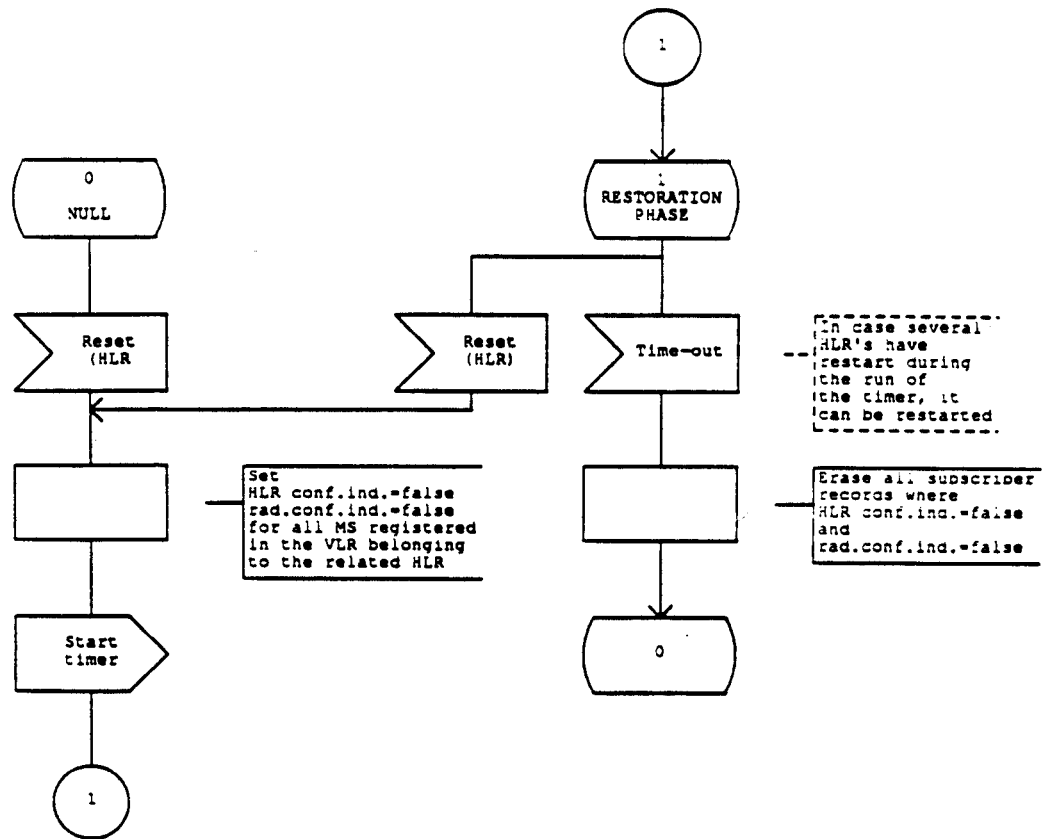 1
0
NULL
1
RESTORATION
PHASE
Reset
(HLR
Reset
(HLR)
Time-out
In case several
HLR's have
restart during
the run of
the timer, it
can be restarted
Set
HLR conf.ind.=false
rad.conf.ind.=false
for all MS registered
in the VLR belonging
to the related HLR
Erase all subscriber
records where
HLR conf.ind.=false
and
rad.conf.ind.=false
Start
timer
0
1